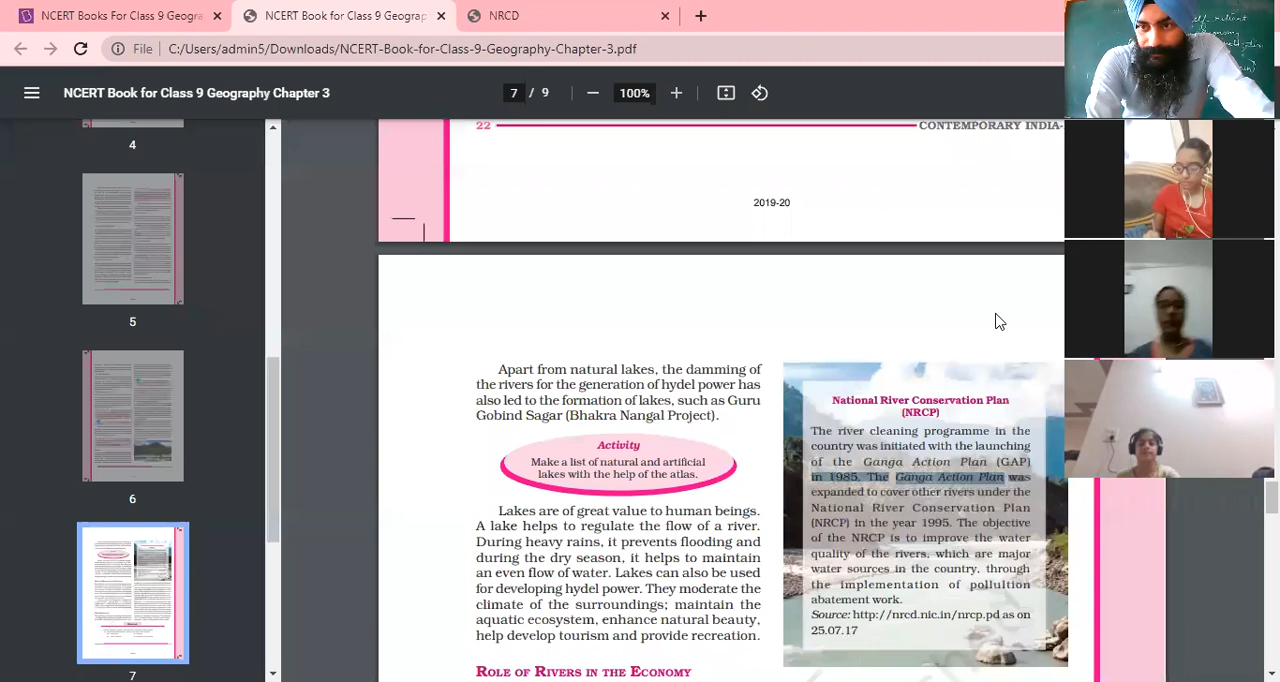 NCERT Books For Class 9 Geogra
NCERT Book for Class 9 Geograp
NRCD
File
C:/Users/admin5/Downloads/NCERT-Book-for-Class-9-Geography-Chapter-3.pdf
NCERT Book for Class 9 Geography Chapter 3
7 / 9
100%
4
5
6
7
22
CONTEMPORARY INDIA-
2019-20
Apart from natural lakes, the damming of
the rivers for the generation of hydel power has
also led to the formation of lakes, such as Guru
Gobind Sagar (Bhakra Nangal Project).
Activity
Make a list of natural and artificial
lakes with the help of the atlas.
Lakes are of great value to human beings.
A lake helps to regulate the flow of a river.
During heavy rains, it prevents flooding and
during the dry season, it helps to maintain
an even flow of water. Lakes can also be used
for developing hydel power. They moderate the
climate of the surroundings; maintain the
aquatic ecosystem, enhance natural beauty,
help develop tourism and provide recreation.
ROLE OF RIVERS IN THE ECONOMY
National River Conservation Plan
(NRCP)
The river cleaning programme in the
country was initiated with the launching
of the Ganga Action Plan (GAP)
in 1985. The Ganga Action Plan was
expanded to cover other rivers under the
National River Conservation Plan
(NRCP) in the year 1995. The objective
of the NRCP is to improve the water
quality of the rivers, which are major
water sources in the country, through
the implementation of pollution
abatement work.
Source: http://nrcd.nic.in/nrcp.pd as on
25.07.17